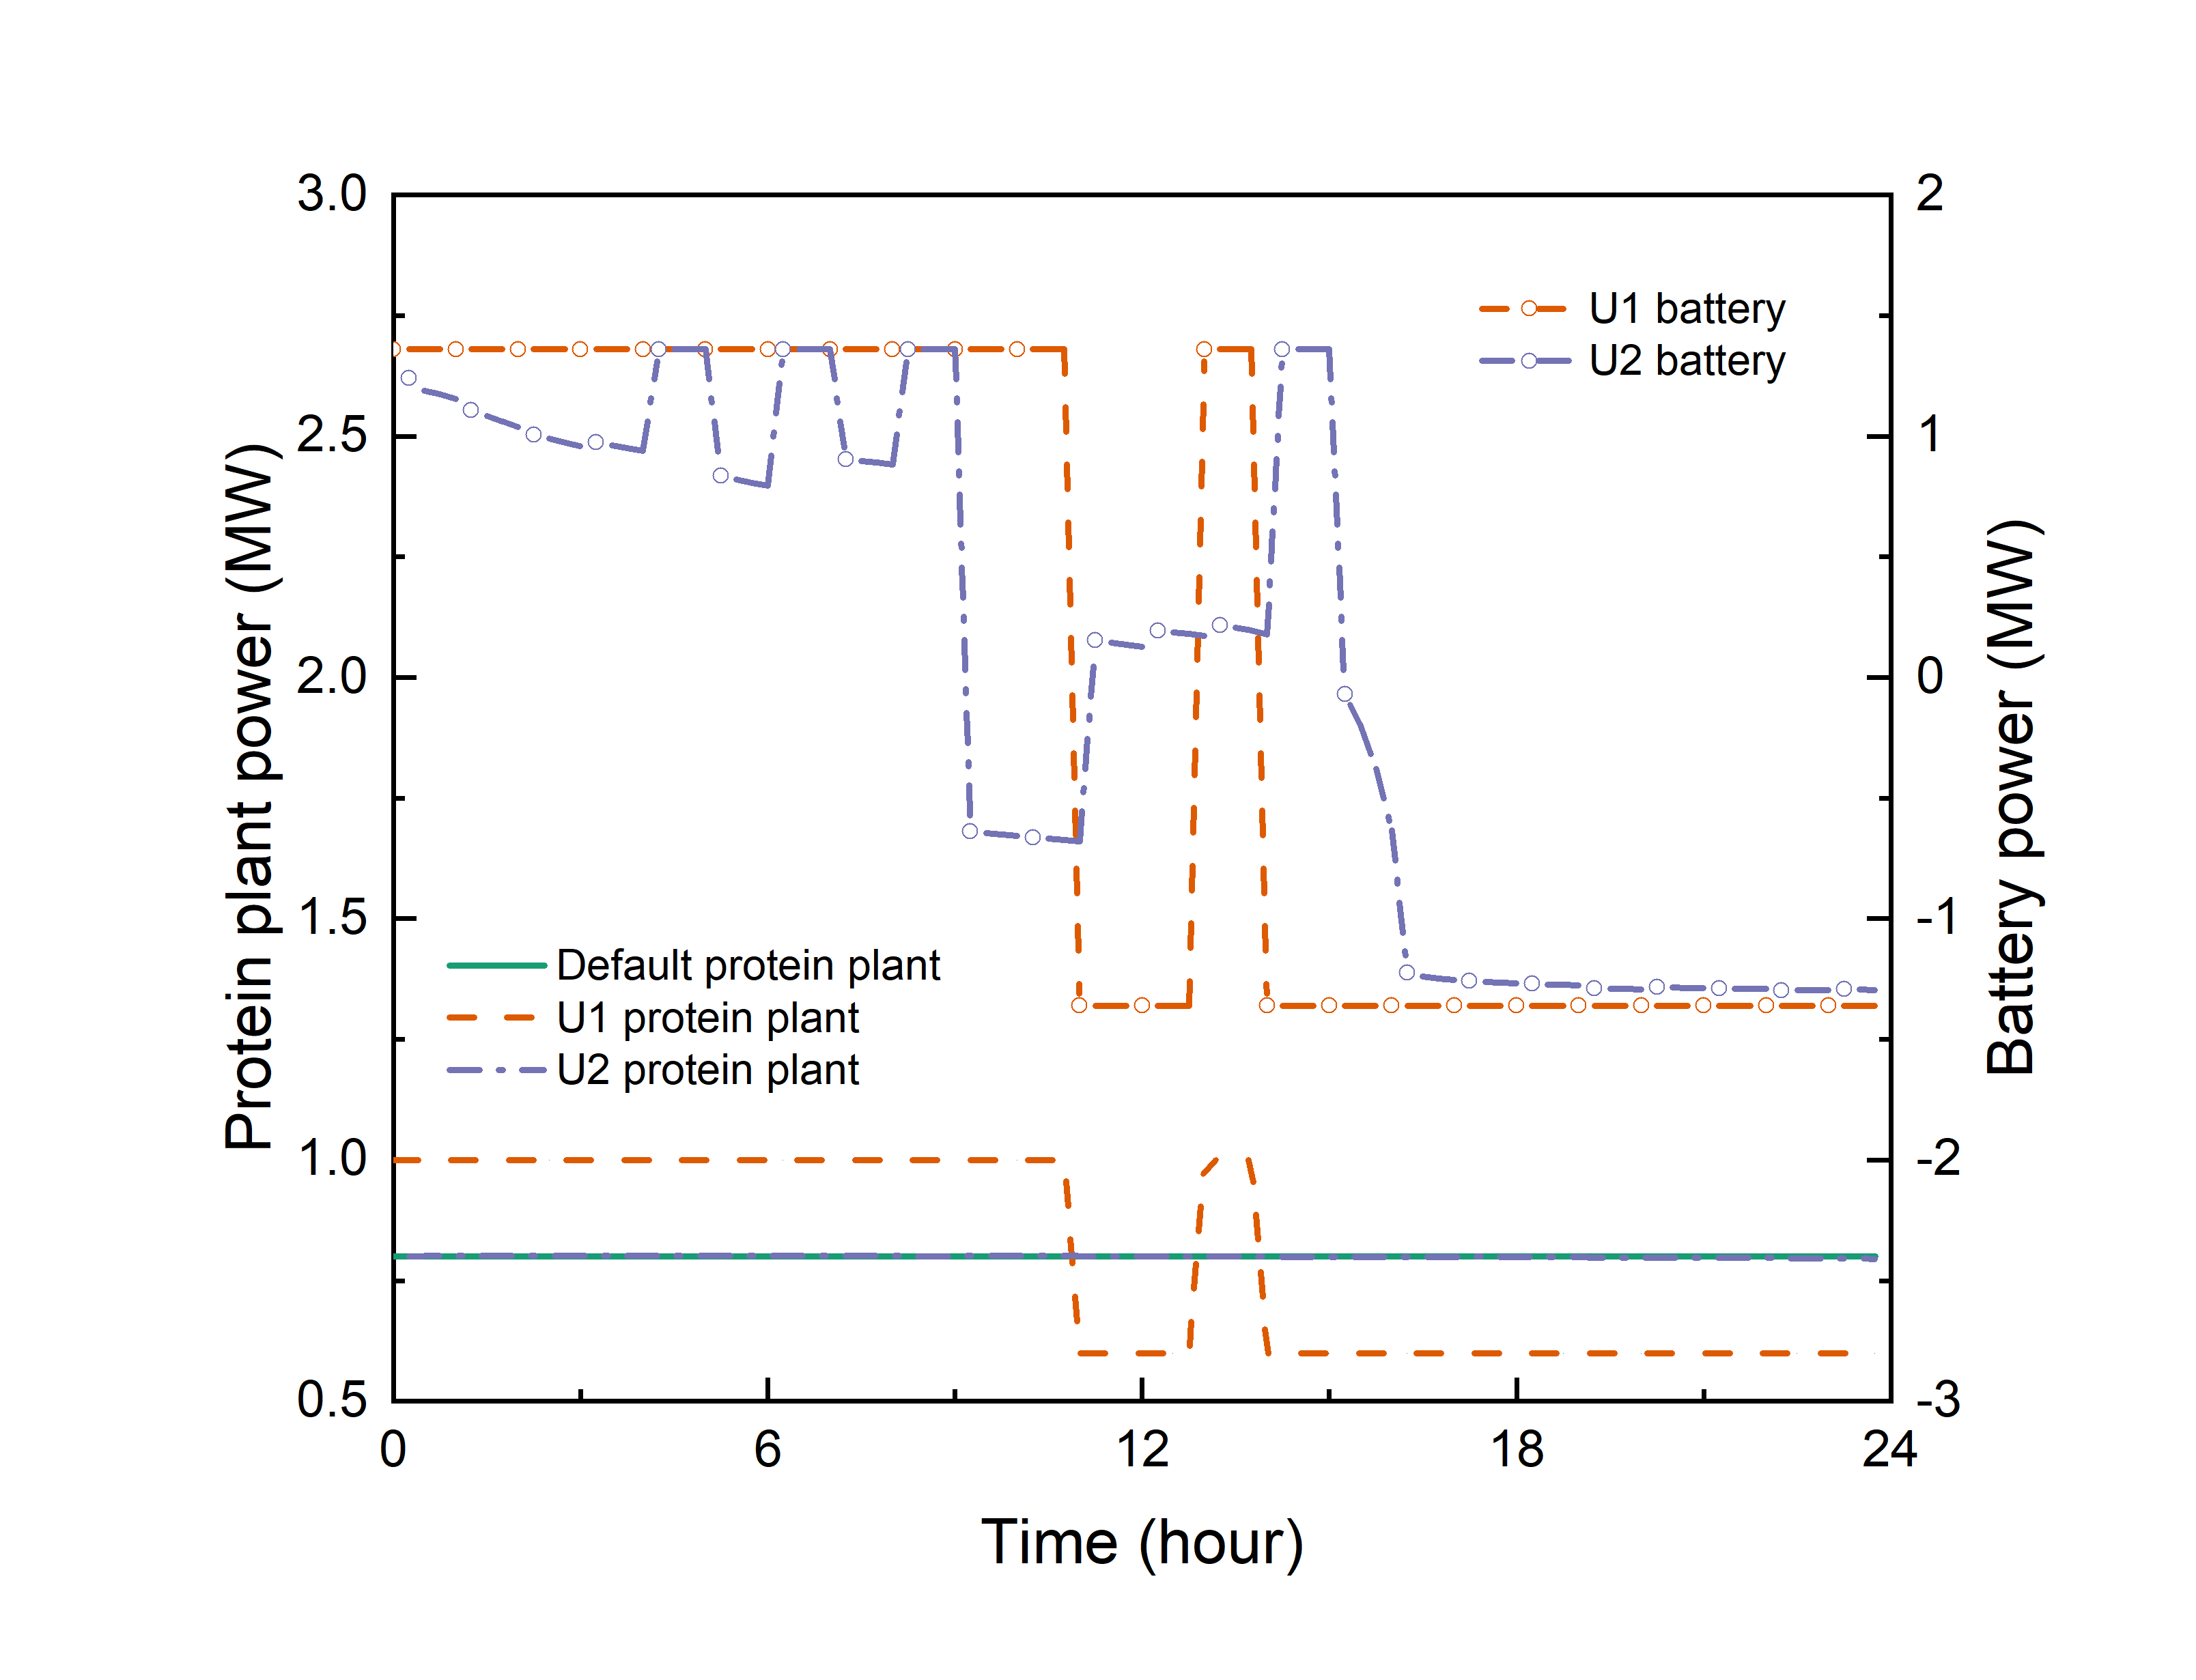 3.0
2.5
2.0
1.5
1.0
0.5
Protein plant power (MW)
U1 battery
U2 battery
Default protein plant
U1 protein plant
U2 protein plant
2
1
0
-1
-2
-3
Battery power (MW)
0
6
12
18
24
Time (hour)